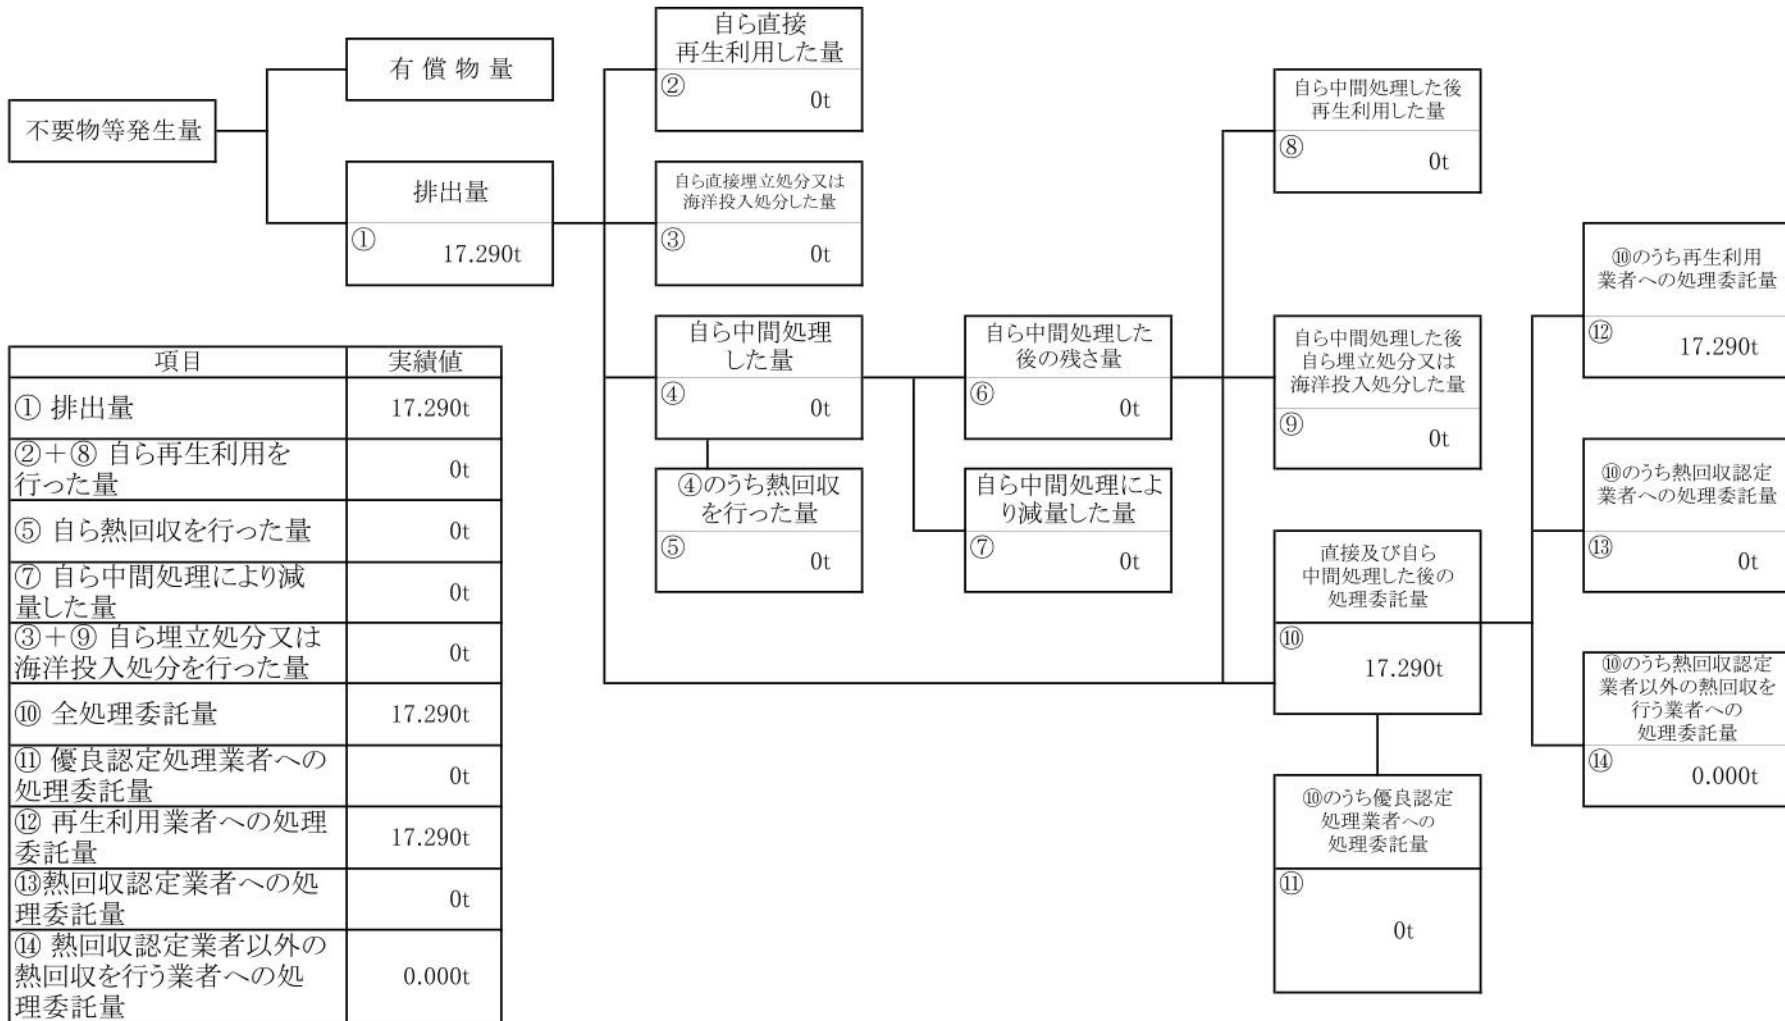 不要物等発生量
有償物量
排出量
① 17.290t
自ら直接
再生利用した量
② 0t
自ら直接埋立処分又は
海洋投入処分した量
③ 0t
自ら中間処理
した量
④ 0t
④のうち熱回収
を行った量
⑤ 0t
自ら中間処理した
後の残さ量
⑥ 0t
自ら中間処理によ
り減量した量
⑦ 0t
自ら中間処理した後
再生利用した量
⑧ 0t
自ら中間処理した後
自ら埋立処分又は
海洋投入処分した量
⑨ 0t
直接及び自ら
中間処理した後の
処理委託量
⑩ 17.290t
⑩のうち優良認定
処理業者への
処理委託量
⑪ 0t
⑩のうち再生利用
業者への処理委託量
⑫ 17.290t
⑩のうち熱回収認定
業者への処理委託量
⑬ 0t
⑩のうち熱回収認定
業者以外の熱回収を
行う業者への
処理委託量
⑭ 0.000t
項目 実績値
① 排出量 17.290t
②+⑧ 自ら再生利用を
行った量 0t
⑤ 自ら熱回収を行った量 0t
⑦ 自ら中間処理により減
量した量 0t
③+⑨ 自ら埋立処分又は
海洋投入処分を行った量 0t
⑩ 全処理委託量 17.290t
⑪ 優良認定処理業者への
処理委託量 0t
⑫ 再生利用業者への処理
委託量 17.290t
⑬熱回収認定業者への処
理委託量 0t
⑭ 熱回収認定業者以外の
熱回収を行う業者への処
理委託量 0.000t